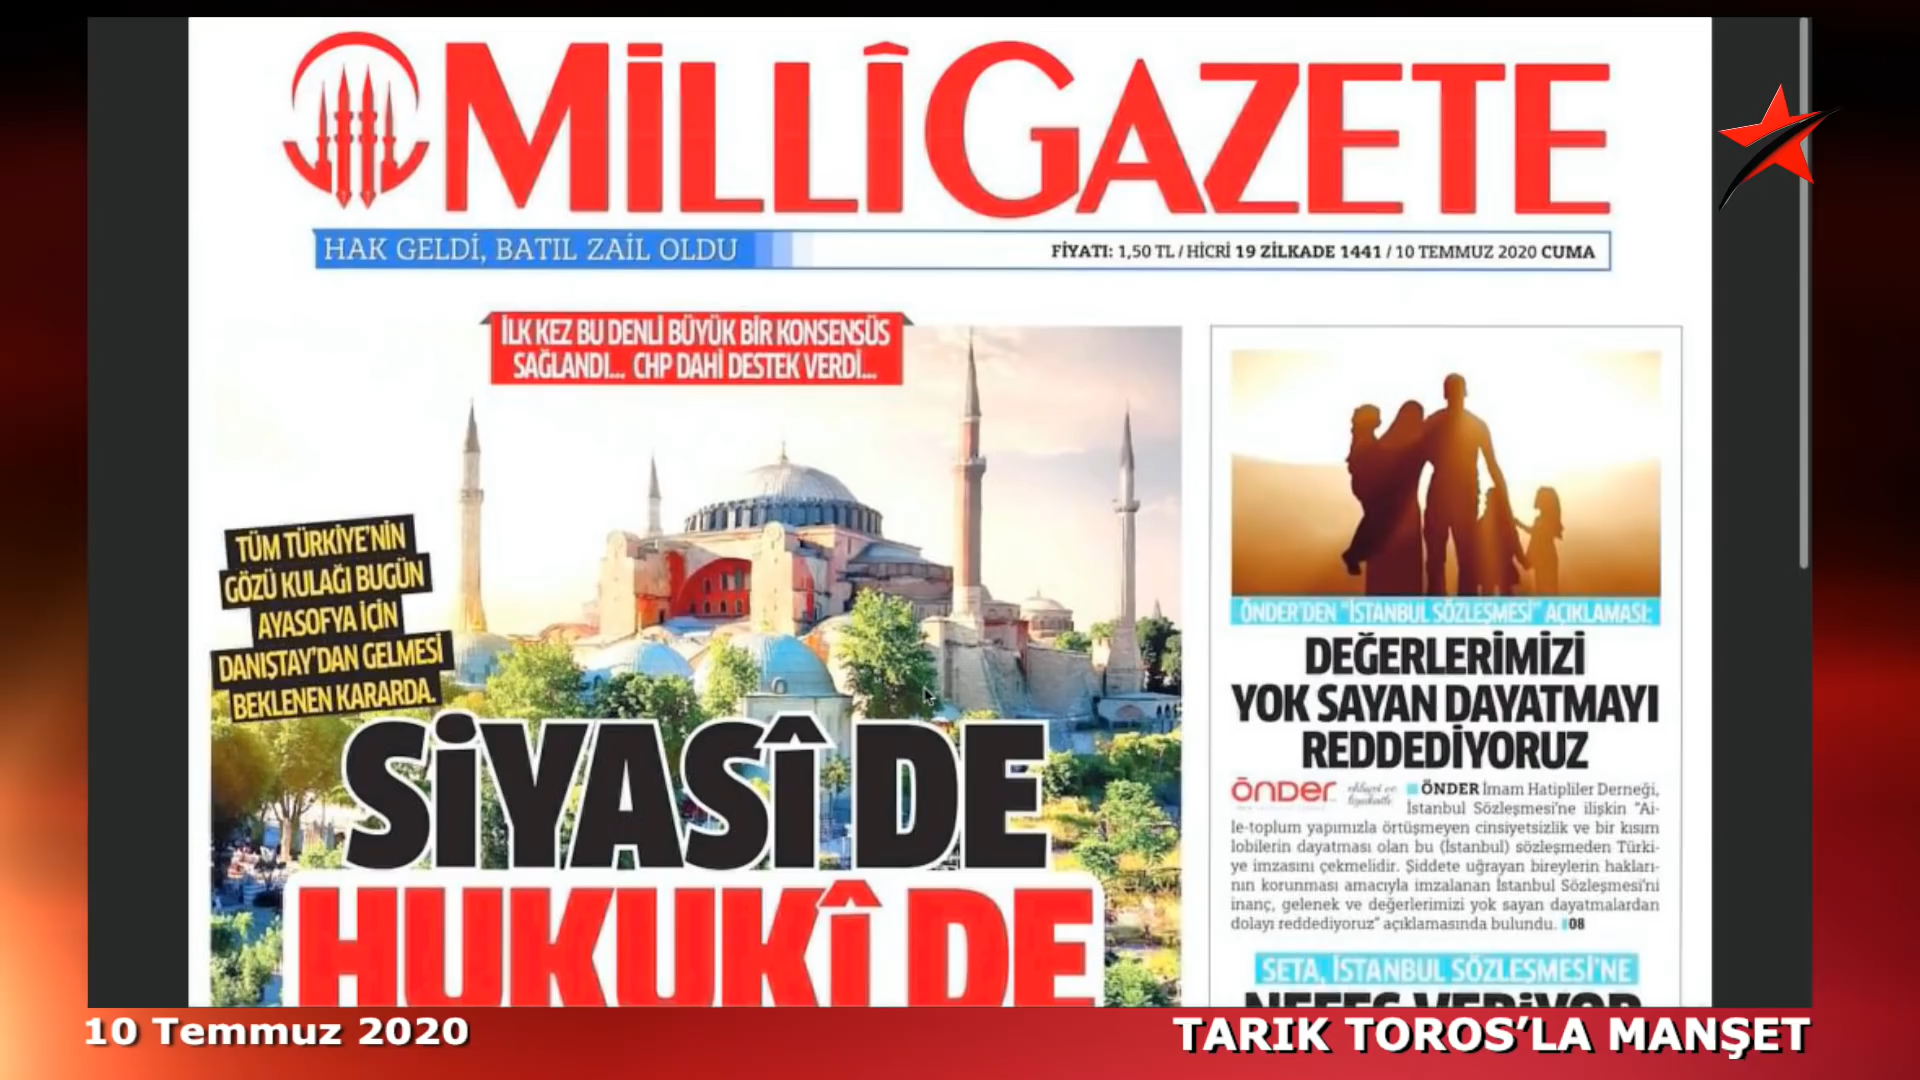 MİLLÎ GAZETE
HAK GELDİ, BATIL ZAİL OLDU
FİYATI: 1,50 TL / HİCRİ 19 ZİLKADE 1441 / 10 TEMMUZ 2020 CUMA
İLK KEZ BU DENLİ BÜYÜK BİR KONSENSÜS
SAĞLANDI... CHP DAHİ DESTEK VERDİ...
TÜM TÜRKİYE'NİN
GÖZÜ KULAĞI BUGÜN
AYASOFYA İÇİN
DANIŞTAY'DAN GELMESİ
BEKLENEN KARARDA.
SİYASÎ DE
HUKUKÎ DE
ÖNDER'DEN "İSTANBUL SÖZLEŞMESİ" AÇIKLAMASI:
DEĞERLERİMİZİ
YOK SAYAN DAYATMAYI
REDDEDİYORUZ
önder
ÖNDER İmam Hatipliler Derneği,
İstanbul Sözleşmesi'ne ilişkin "Ai-
le-toplum yapımızla örtüşmeyen cinsiyetsizlik ve bir kısım
lobilerin dayatması olan bu (İstanbul) sözleşmeden Türki-
ye imzasını çekmelidir. Şiddete uğrayan bireylerin hakları-
nın korunması amacıyla imzalanan İstanbul Sözleşmesi'ni
inanç, gelenek ve değerlerimizi yok sayan dayatmalardan
dolayı reddediyoruz" açıklamasında bulundu. 08
SETA, İSTANBUL SÖZLEŞMESİ'NE
NEFES VERİYOR
10 Temmuz 2020
TARIK TOROS'LA MANŞET